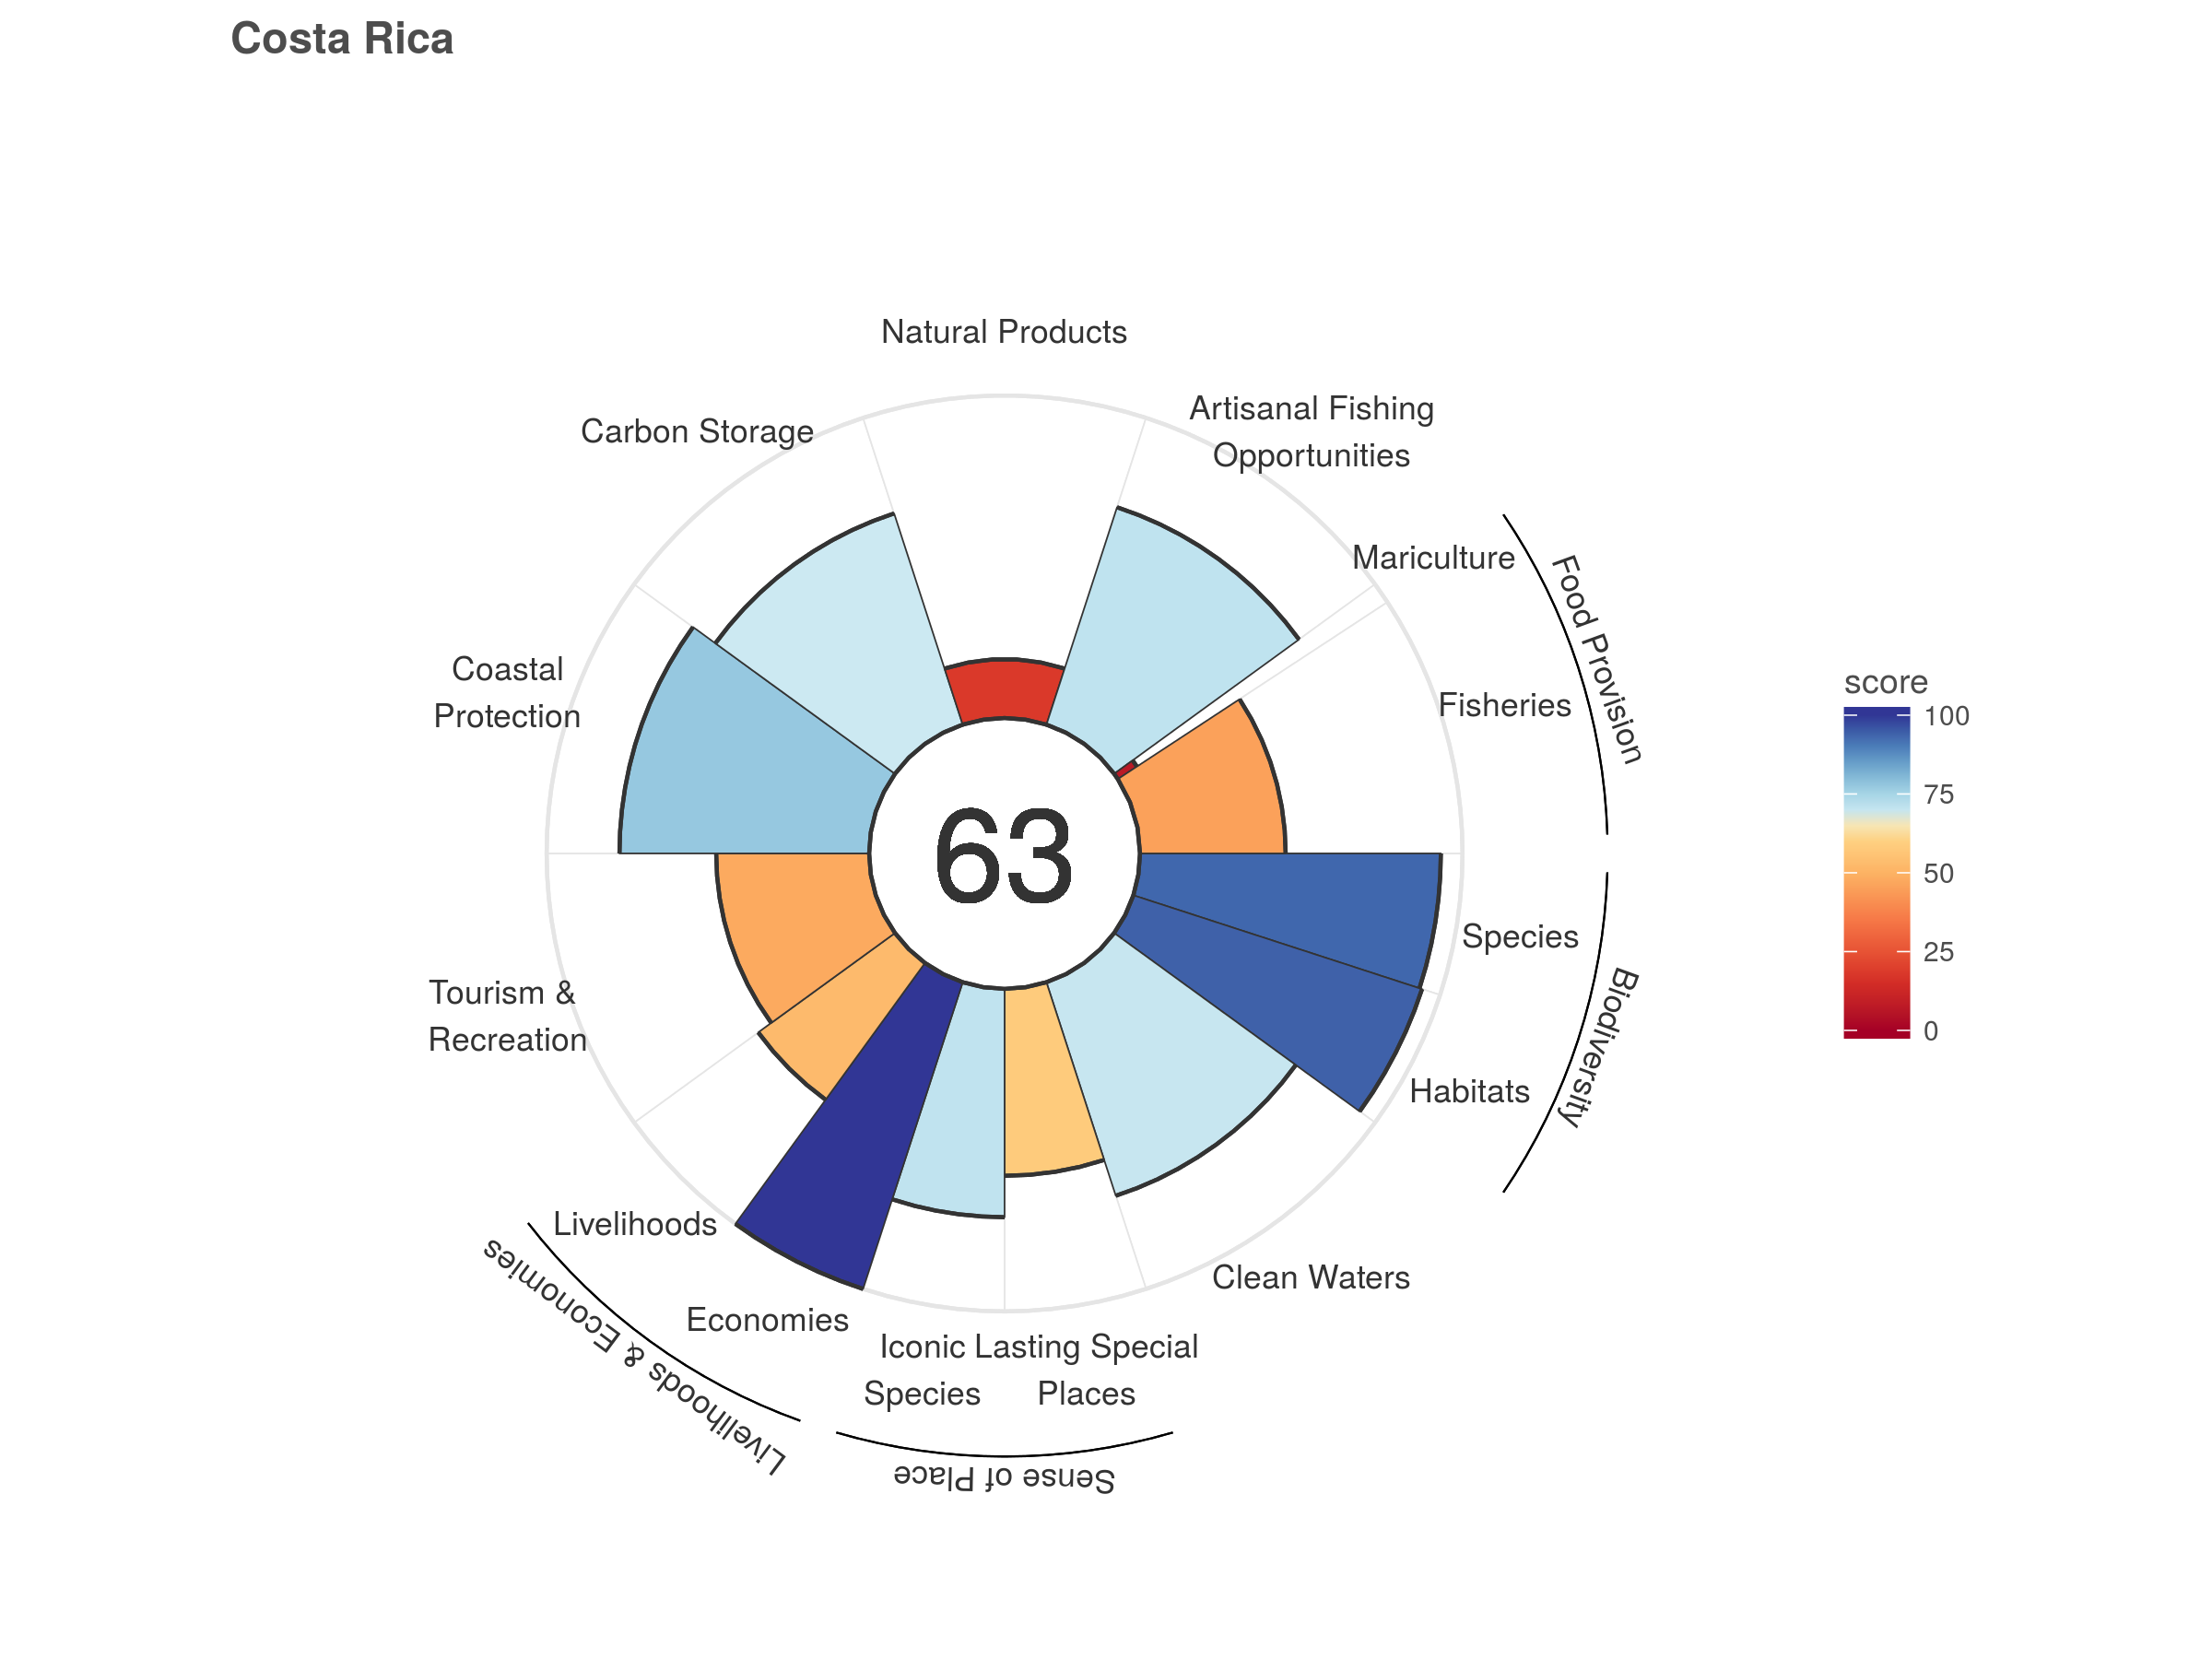 Costa Rica
Natural Products
Artisanal Fishing
Opportunities
Carbon Storage
Mariculture
Food Provision
Fisheries
Coastal
Protection
63
Species
Biodiversity
Habitats
Tourism &
Recreation
Livelihoods
Economies
Livelihoods & Economies
Clean Waters
Iconic
Species
Lasting Special
Places
Sense of Place
score
100
75
50
25
0